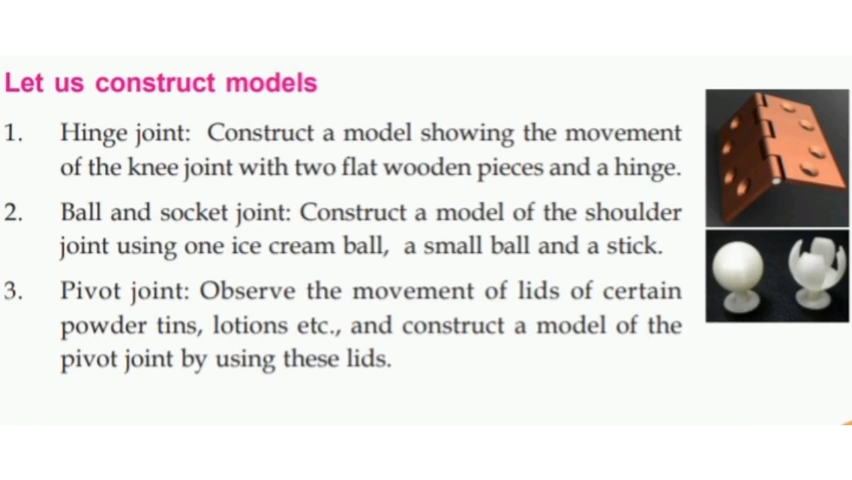 Let us construct models
1. Hinge joint: Construct a model showing the movement
of the knee joint with two flat wooden pieces and a hinge.
2. Ball and socket joint: Construct a model of the shoulder
joint using one ice cream ball, a small ball and a stick.
3. Pivot joint: Observe the movement of lids of certain
powder tins, lotions etc., and construct a model of the
pivot joint by using these lids.